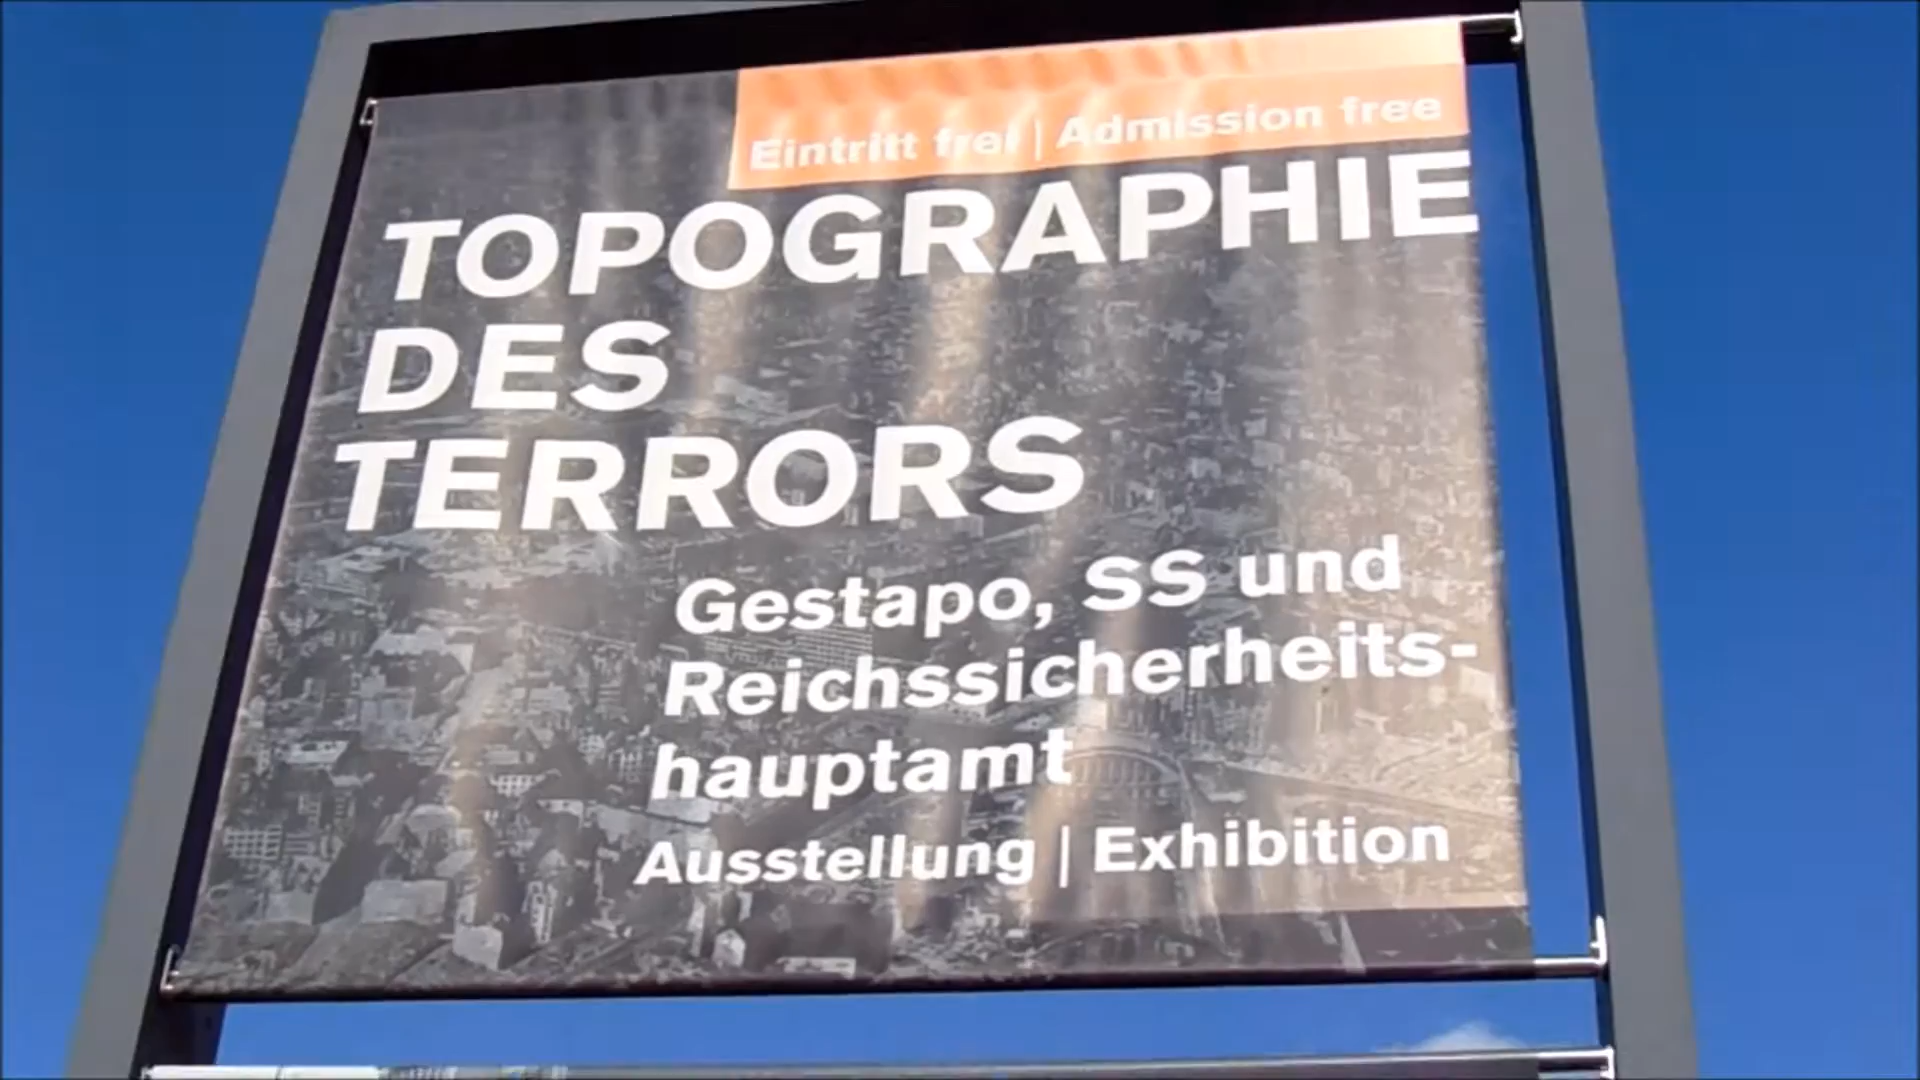 Eintritt frei | Admission free
TOPOGRAPHIE
DES
TERRORS
Gestapo, SS und
Reichssicherheits-
hauptamt
Ausstellung | Exhibition